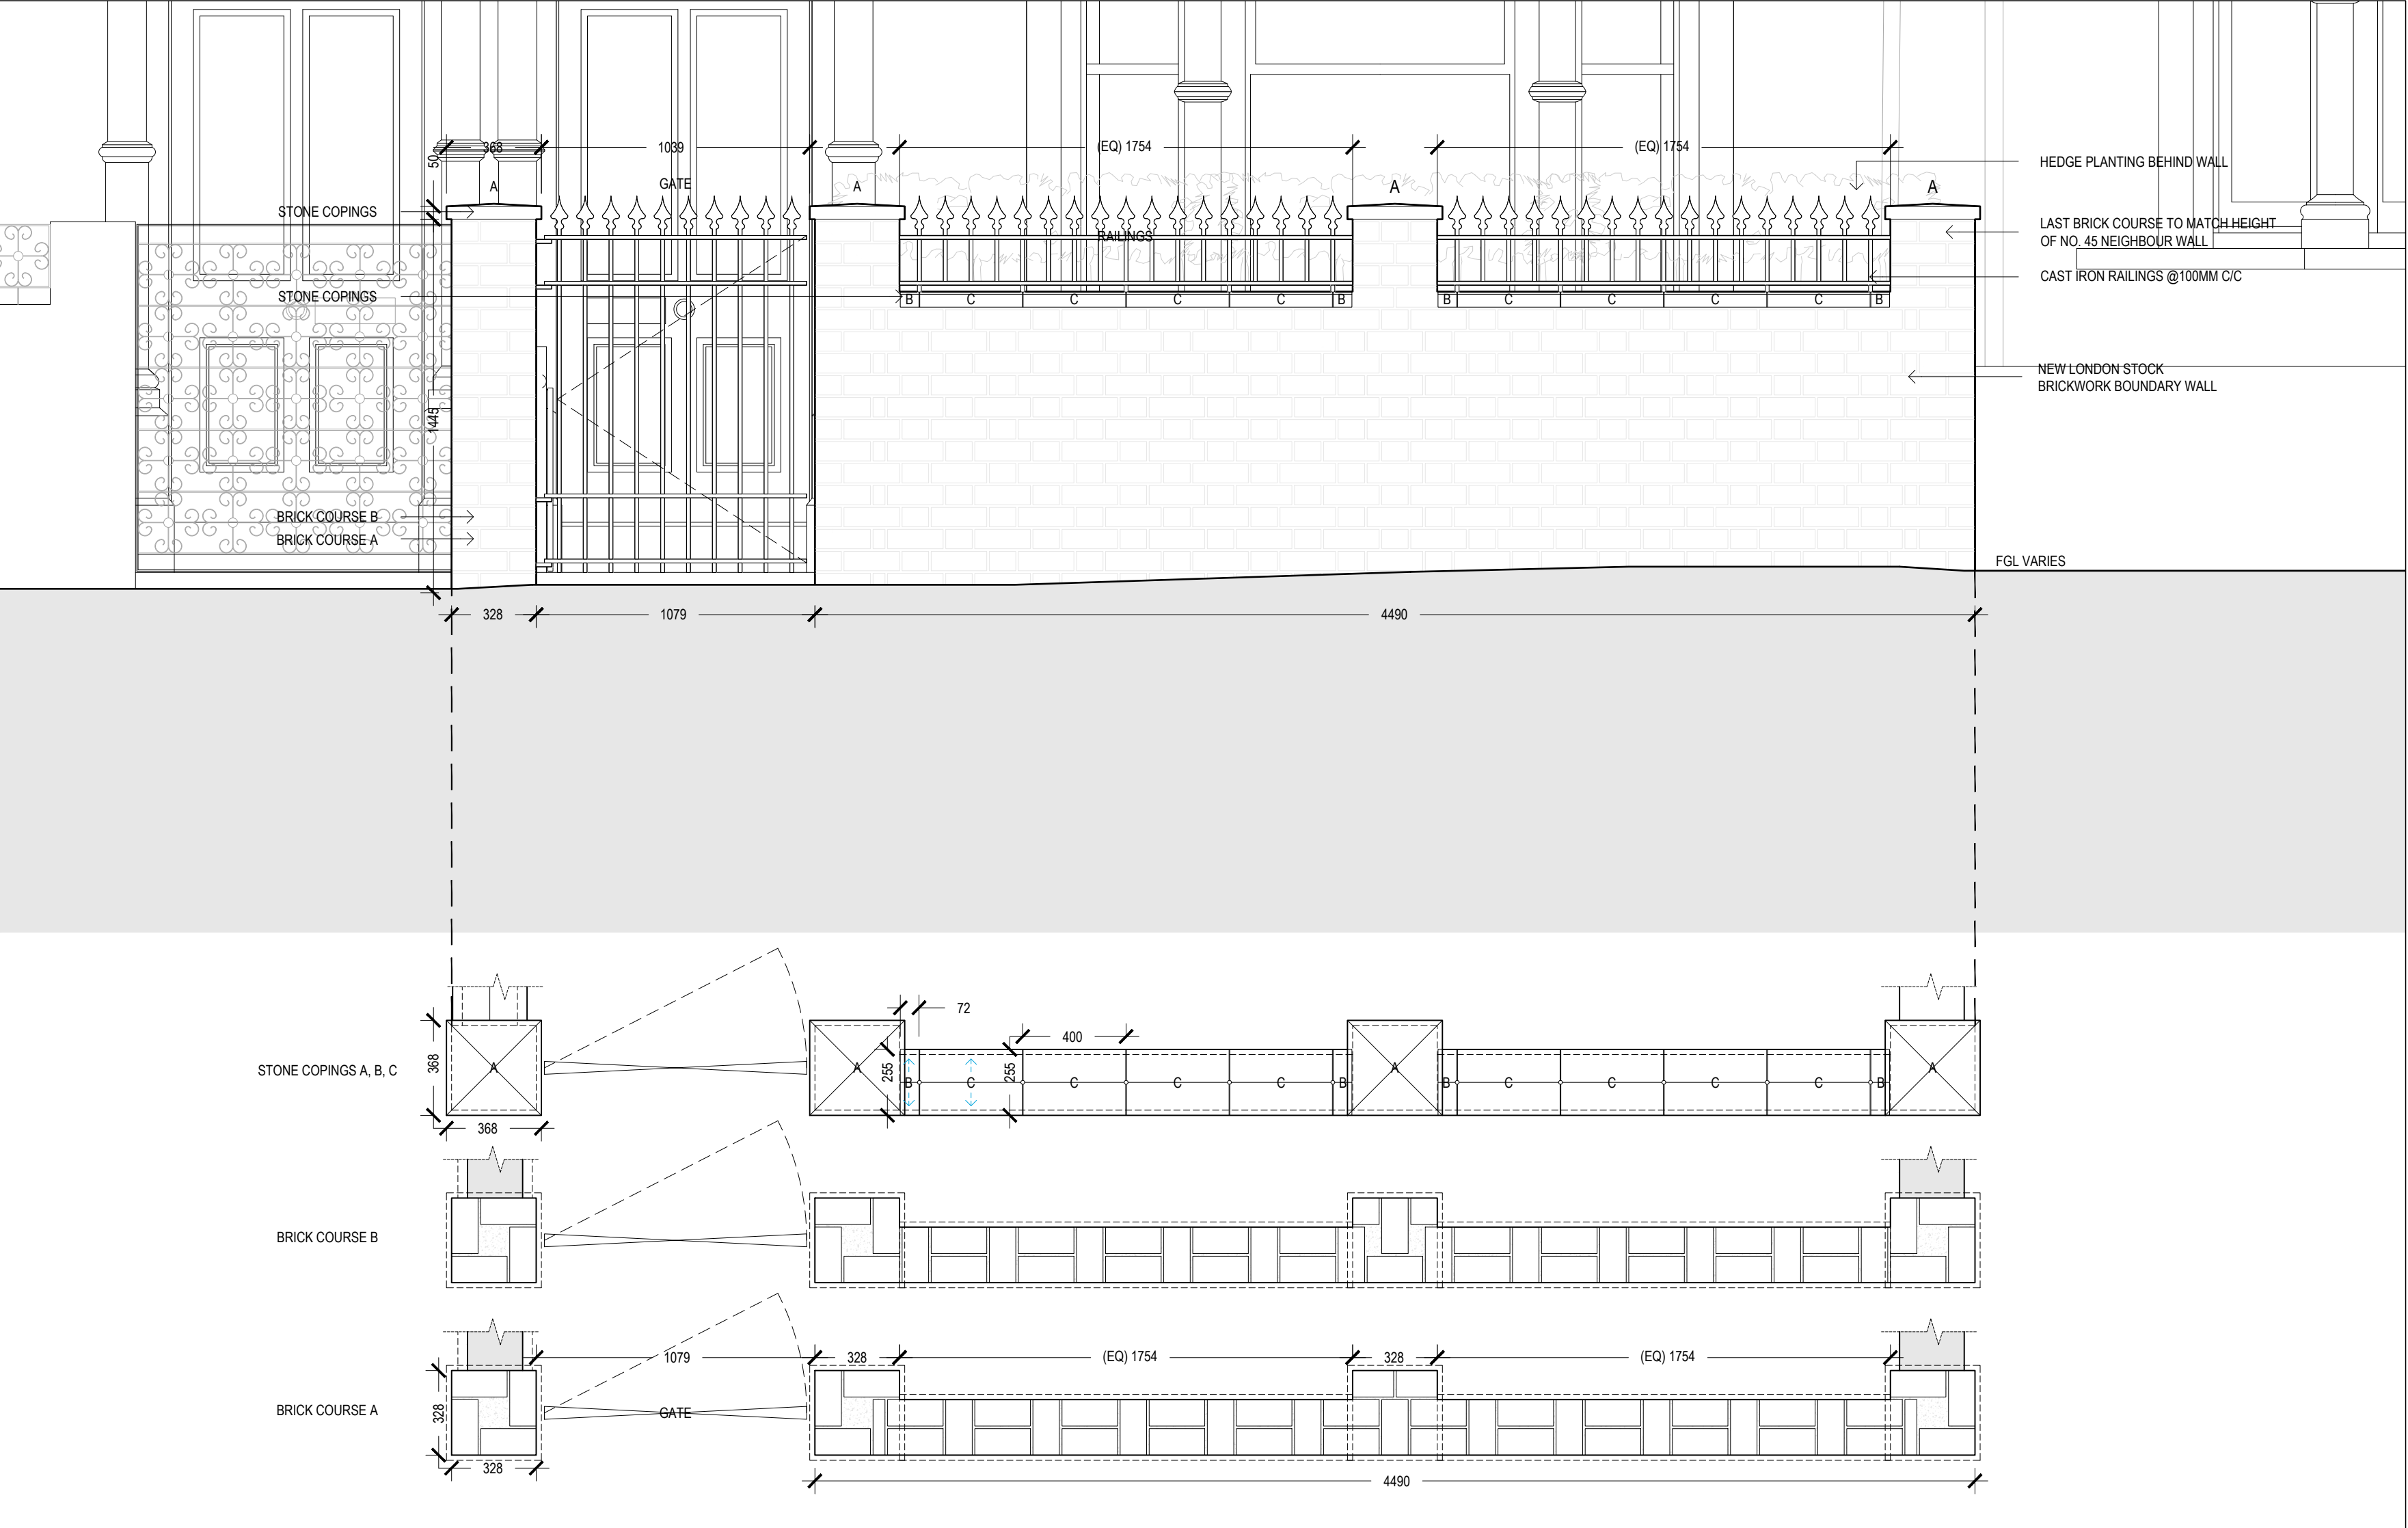 368
1039
(EQ) 1754
(EQ) 1754
50
HEDGE PLANTING BEHIND WALL
A
GATE
A
A
A
STONE COPINGS
LAST BRICK COURSE TO MATCH HEIGHT
OF NO. 45 NEIGHBOUR WALL
RAILINGS
CAST IRON RAILINGS @100MM C/C
STONE COPINGS
B C C C C B B C C C C B
NEW LONDON STOCK
BRICKWORK BOUNDARY WALL
1445
BRICK COURSE B
BRICK COURSE A
FGL VARIES
328
1079
4490
72
400
STONE COPINGS A, B, C
368
A
A
255
255
B C C C C B
A
B C C C C B
A
368
BRICK COURSE B
1079
328
(EQ) 1754
328
(EQ) 1754
BRICK COURSE A
328
GATE
328
4490